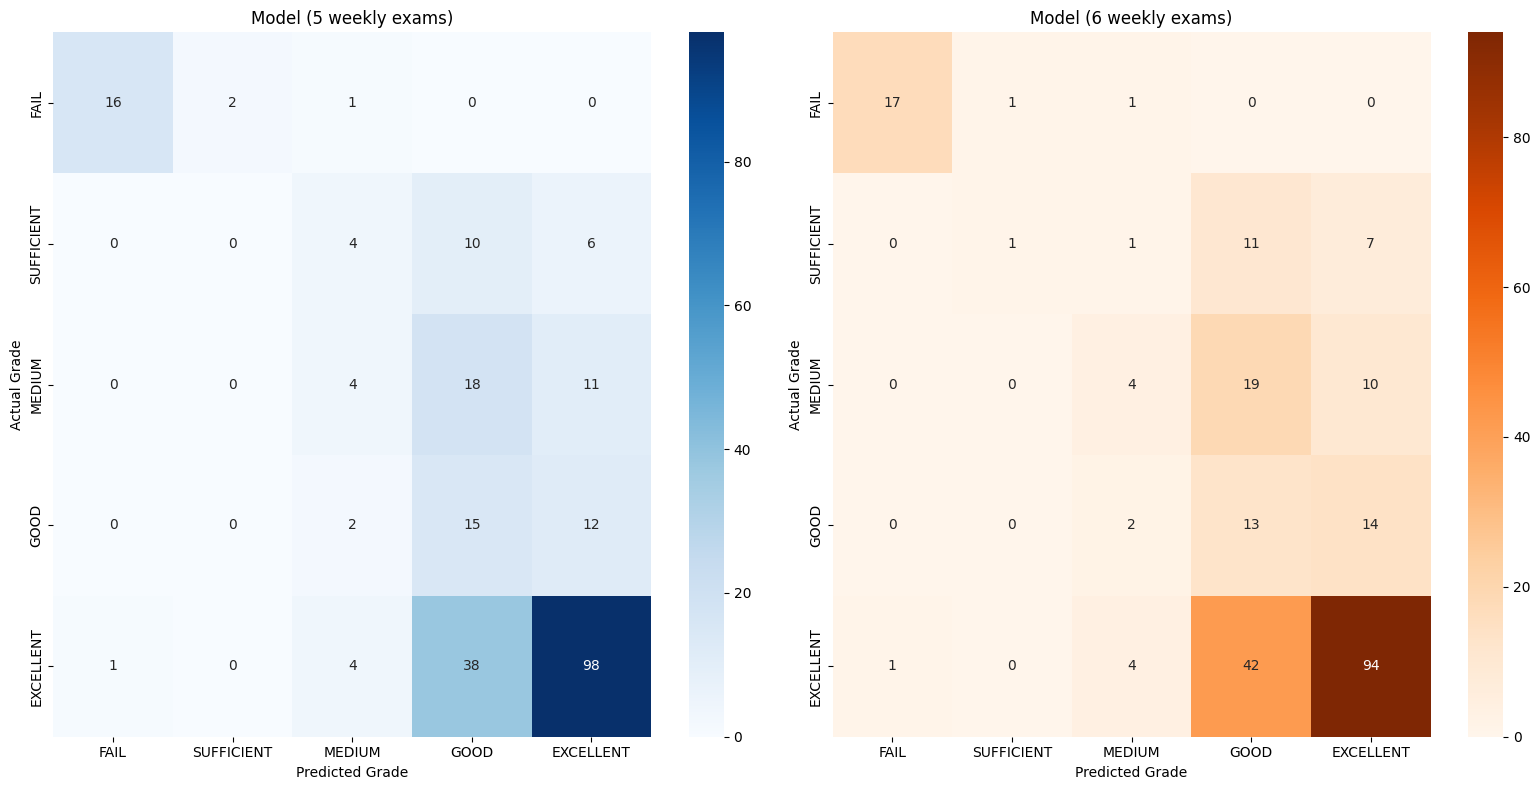 Model (5 weekly exams)
Actual Grade
FAIL
16 2 1 0 0
SUFFICIENT
0 0 4 10 6
MEDIUM
0 0 4 18 11
GOOD
0 0 2 15 12
EXCELLENT
1 0 4 38 98
FAIL SUFFICIENT MEDIUM GOOD EXCELLENT
Predicted Grade
80
60
40
20
0
Model (6 weekly exams)
Actual Grade
FAIL
17 1 1 0 0
SUFFICIENT
0 1 1 11 7
MEDIUM
0 0 4 19 10
GOOD
0 0 2 13 14
EXCELLENT
1 0 4 42 94
FAIL SUFFICIENT MEDIUM GOOD EXCELLENT
Predicted Grade
80
60
40
20
0